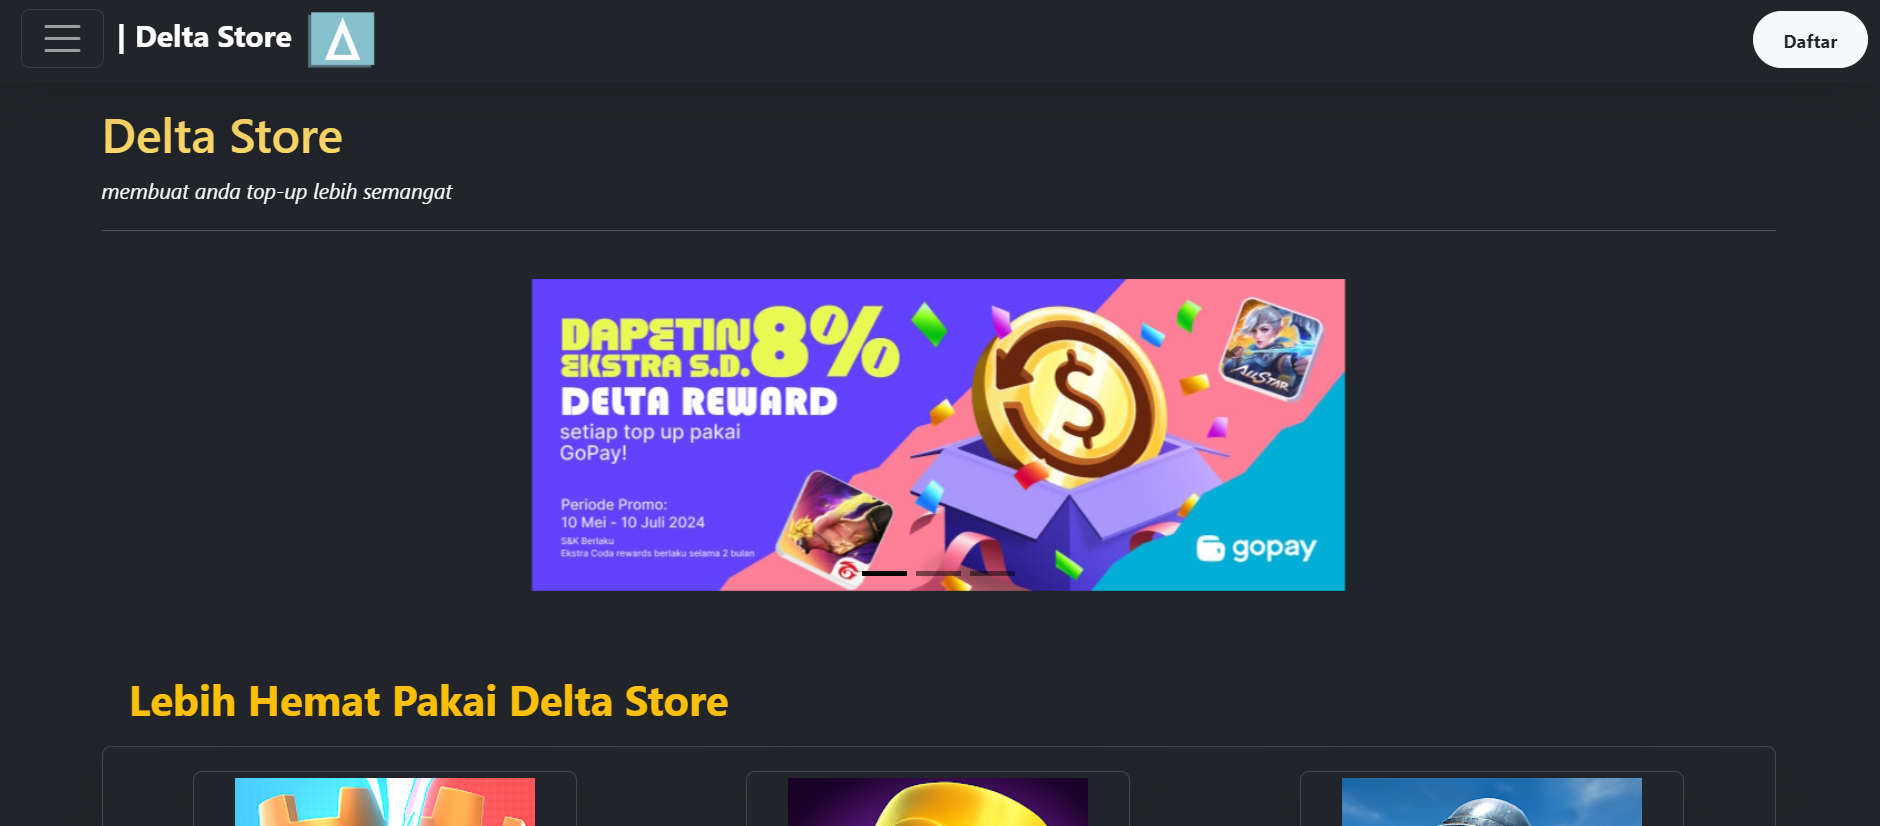 | Delta Store
Daftar
Delta Store
membuat anda top-up lebih semangat
DAPETIN 8%
EKSTRA S.D.
DELTA REWARD
setiap top up pakai
GoPay!
Periode Promo:
10 Mei - 10 Juli 2024
S&K Berlaku
Ekstra Coda rewards berlaku selama 2 bulan
ALLSTAR
gopay
Lebih Hemat Pakai Delta Store